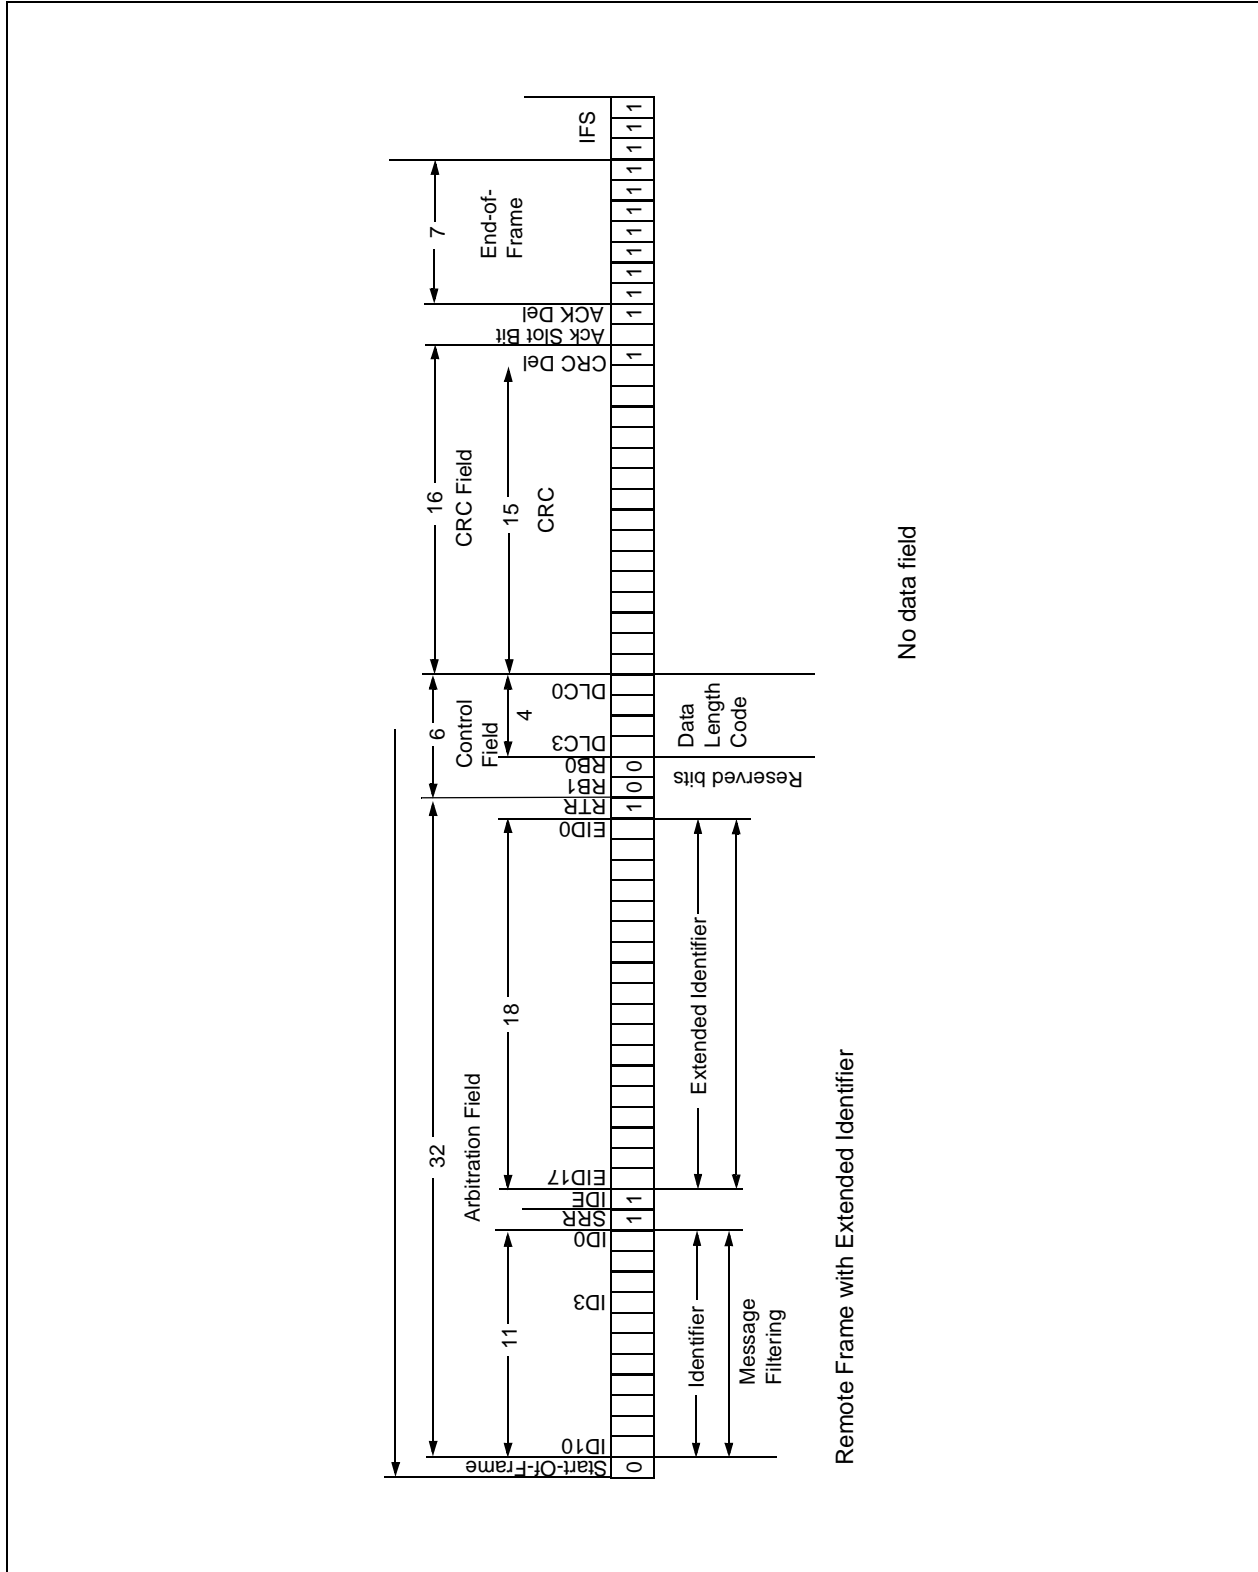 32
Arbitration Field
11
18
6
Control
Field
4
16
CRC Field
15
CRC
7
End-of-
Frame
IFS
Start-Of-Frame
ID10
ID3
ID0
SRR
IDE
EID17
EID0
RTR
RB1
RB0
DLC3
DLC0
CRC Del
Ack Slot Bit
ACK Del
0 1 1 1 0 0 1 1 1 1 1 1 1 1 1 1 1 1
Identifier
Message
Filtering
Extended Identifier
Reserved bits
Data
Length
Code
Remote Frame with Extended Identifier
No data field